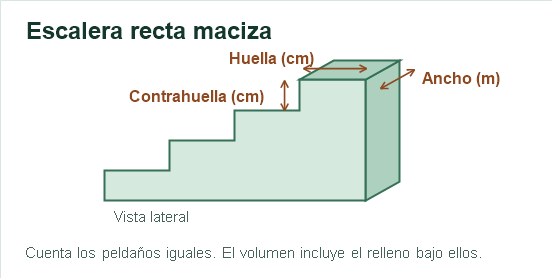 Escalera recta maciza
Huella (cm)
Ancho (m)
Contrahuella (cm)
Vista lateral
Cuenta los peldaños iguales. El volumen incluye el relleno bajo ellos.